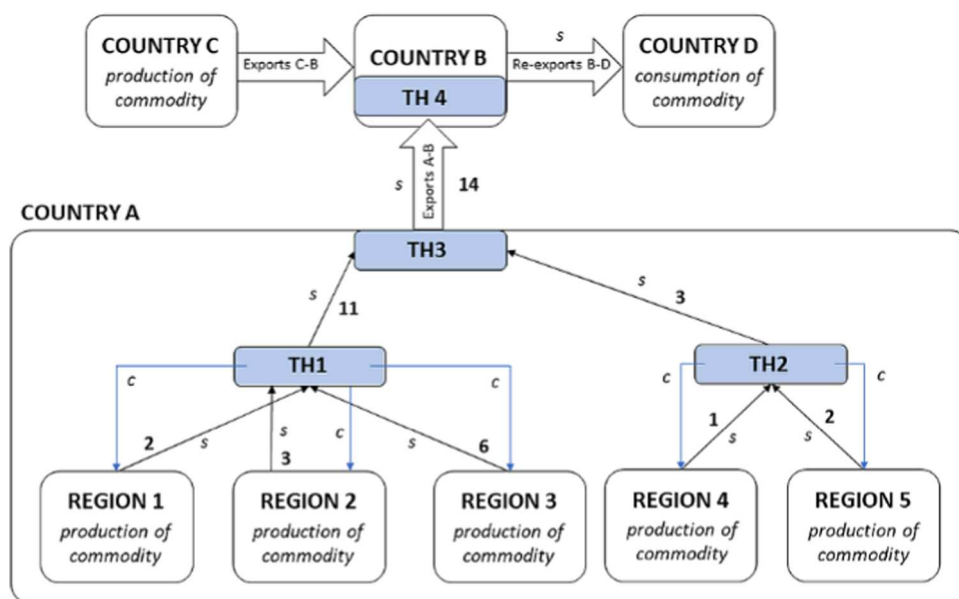 COUNTRY C
production of
commodity
Exports C-B
COUNTRY B
TH 4
s
Re-exports B-D
COUNTRY D
consumption of
commodity
s
Exports A-B
14
COUNTRY A
TH3
s
11
s
3
TH1
TH2
c
c
c
c
c
2
s
s
3
s
6
1
s
s
2
REGION 1
production of
commodity
REGION 2
production of
commodity
REGION 3
production of
commodity
REGION 4
production of
commodity
REGION 5
production of
commodity